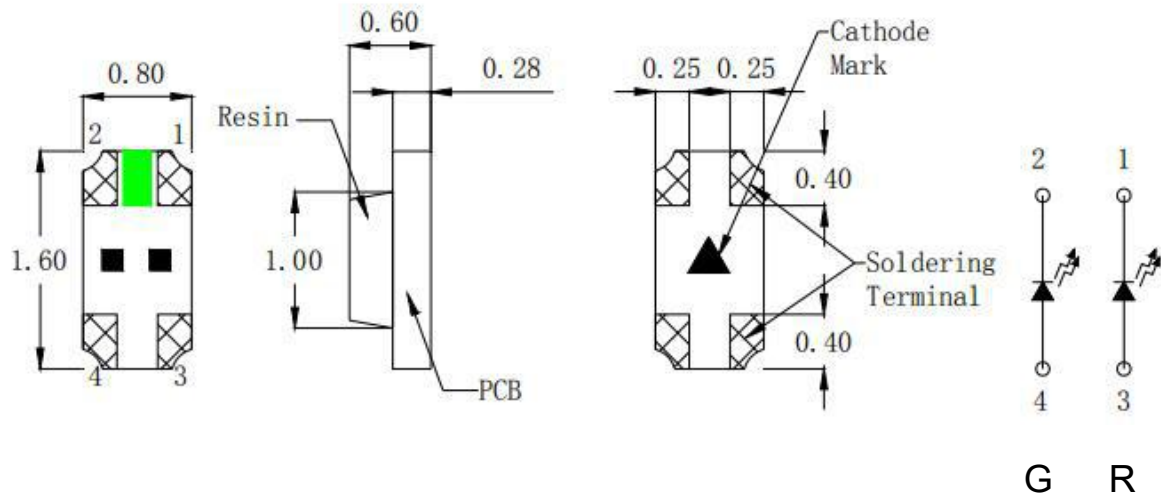 0.60
Cathode
Mark
0.80
0.28
0.25 0.25
Resin
2 1
2 1
0.40
1.60
1.00
Soldering
Terminal
0.40
4 3
PCB
4 3
G R